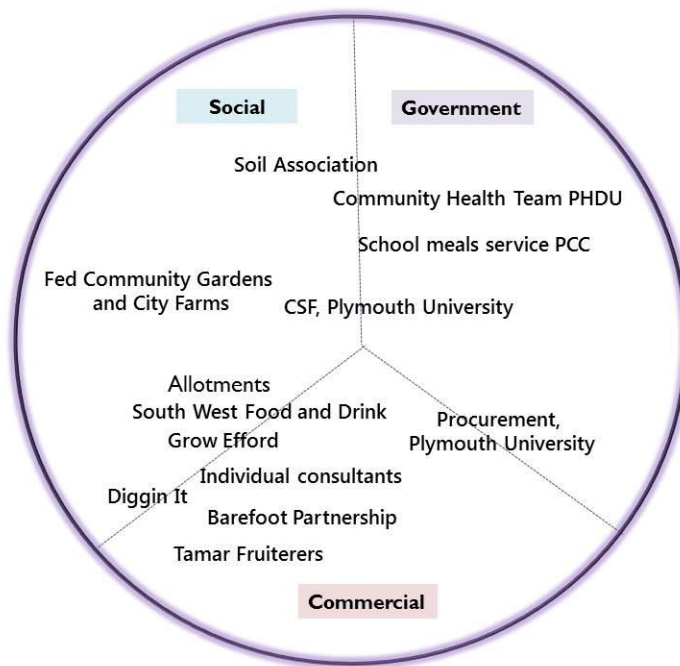 Social
Government
Soil Association
Community Health Team PHDU
School meals service PCC
Fed Community Gardens
and City Farms
CSF, Plymouth University
Allotments
South West Food and Drink
Grow Efford
Procurement,
Plymouth University
Individual consultants
Diggin It
Barefoot Partnership
Tamar Fruiterers
Commercial